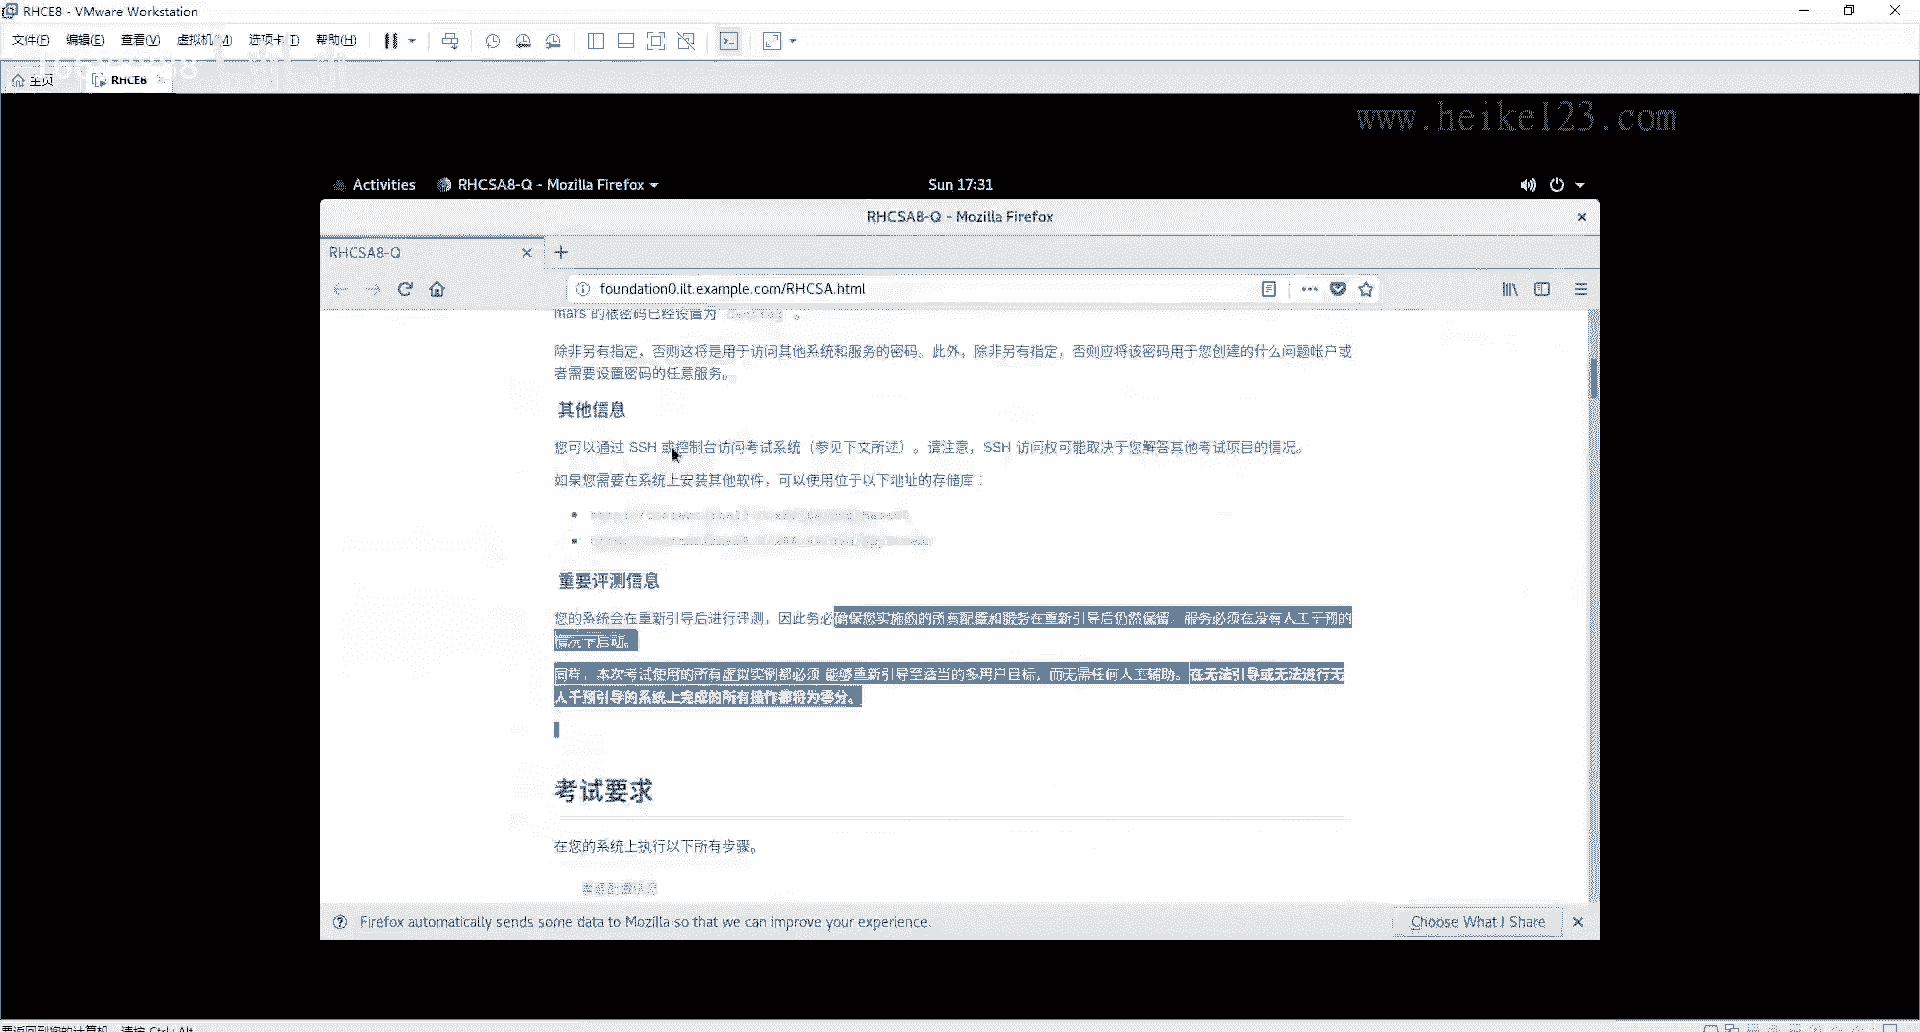 RHCE8 - VMware Workstation
文件(F) 编辑(E) 查看(V) 虚拟机(M) 选项卡(T) 帮助(H)
主页 RHCE8
www.heike123.com
Activities RHCSA8-Q - Mozilla Firefox Sun 17:31
RHCSA8-Q - Mozilla Firefox
RHCSA8-Q
foundation0.ilt.example.com/RHCSA.html
mars 的根密码已经设置为 。
除非另有指定，否则这将是用于访问其他系统和服务的密码。此外，除非另有指定，否则应将该密码用于您创建的什么问题帐户或
者需要设置密码的任意服务。
其他信息
您可以通过 SSH 或控制台访问考试系统（参见下文所述）。请注意，SSH 访问权可能取决于您解答其他考试项目的情况。
如果您需要在系统上安装其他软件，可以使用位于以下地址的存储库：
重要评测信息
您的系统会在重新引导后进行评测，因此务必确保您实施的的所有配置和服务在重新引导后仍然保留。服务必须在没有人工干预的
情况下启动。
同样，本次考试使用的所有虚拟实例都必须 能够重新引导至适当的多用户目标，而无需任何人工辅助。在无法引导或无法进行无
人干预引导的系统上完成的所有操作都将为零分。
考试要求
在您的系统上执行以下所有步骤。
Firefox automatically sends some data to Mozilla so that we can improve your experience.
Choose What I Share
要返回到您的计算机，请按 Ctrl+Alt